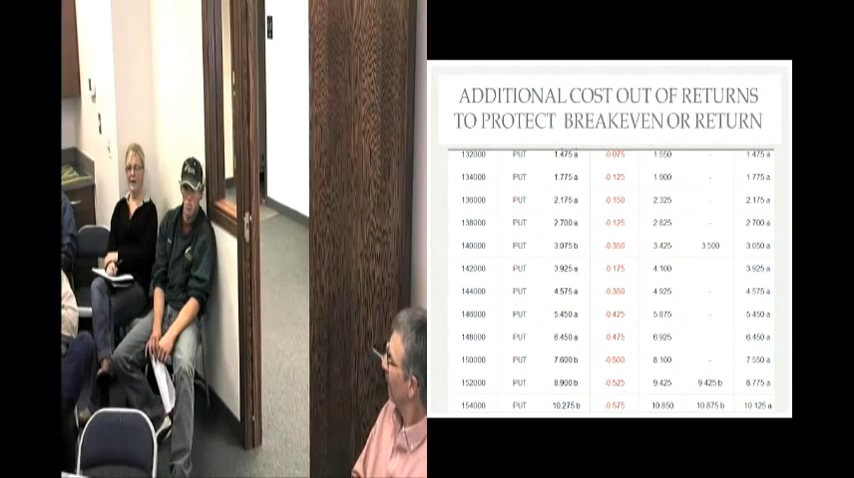 ADDITIONAL COST OUT OF RETURNS
TO PROTECT BREAKEVEN OR RETURN
132000 PUT 1.475 a -0.075 1.550 - 1.475 a
134000 PUT 1.775 a -0.125 1.900 - 1.775 a
136000 PUT 2.175 a -0.150 2.325 - 2.175 a
138000 PUT 2.700 a -0.125 2.825 - 2.700 a
140000 PUT 3.075 b -0.350 3.425 3.500 3.050 a
142000 PUT 3.925 a -0.175 4.100 3.925 a
144000 PUT 4.575 a -0.350 4.925 - 4.575 a
146000 PUT 5.450 a -0.425 5.875 - 5.450 a
148000 PUT 6.450 a -0.475 6.925 6.450 a
150000 PUT 7.600 b -0.500 8.100 - 7.550 a
152000 PUT 8.900 b -0.525 9.425 9.425 b 8.775 a
154000 PUT 10.275 b -0.575 10.850 10.875 b 10.125 a